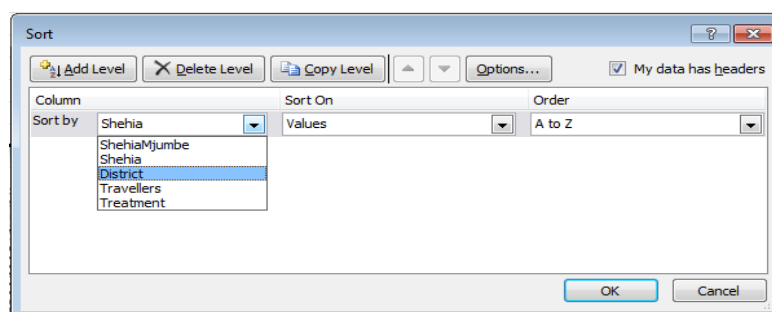 Sort
Add Level Delete Level Copy Level Options... My data has headers
Column Sort On Order
Sort by Shehia Values A to Z
ShehiaMjumbe
Shehia
District
Travellers
Treatment
OK Cancel